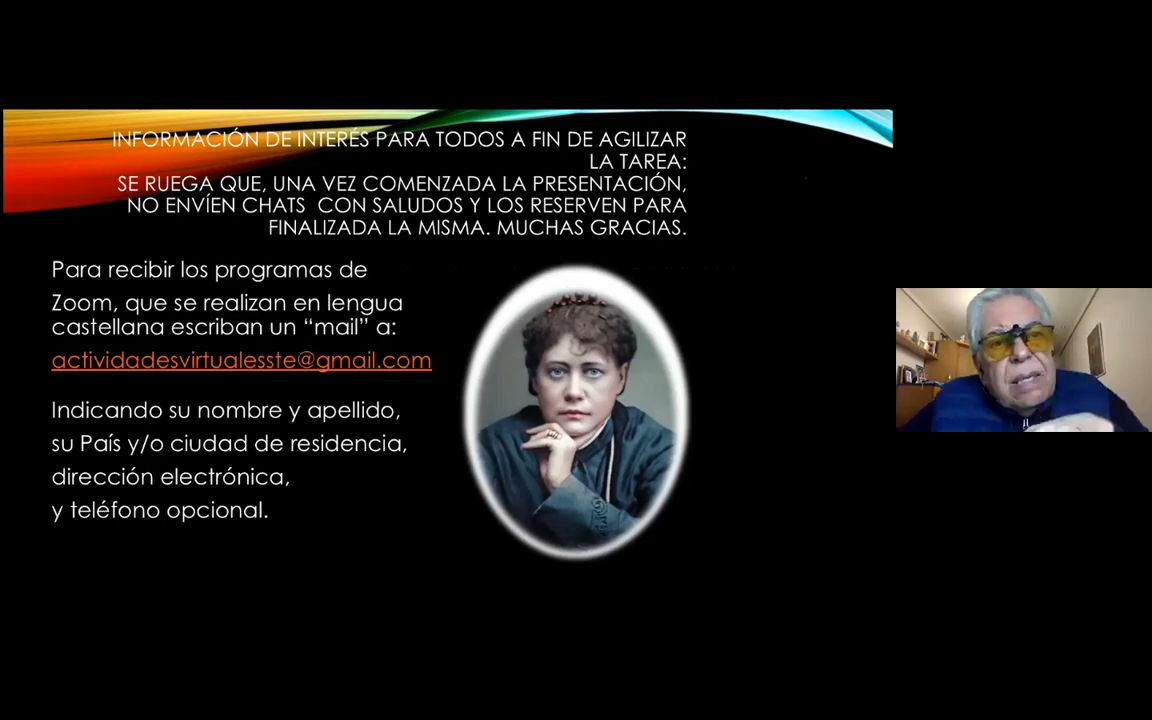 INFORMACIÓN DE INTERÉS PARA TODOS A FIN DE AGILIZAR
LA TAREA:
SE RUEGA QUE, UNA VEZ COMENZADA LA PRESENTACIÓN,
NO ENVÍEN CHATS CON SALUDOS Y LOS RESERVEN PARA
FINALIZADA LA MISMA. MUCHAS GRACIAS.
Para recibir los programas de
Zoom, que se realizan en lengua
castellana escriban un “mail” a:
actividadesvirtualesste@gmail.com
Indicando su nombre y apellido,
su País y/o ciudad de residencia,
dirección electrónica,
y teléfono opcional.